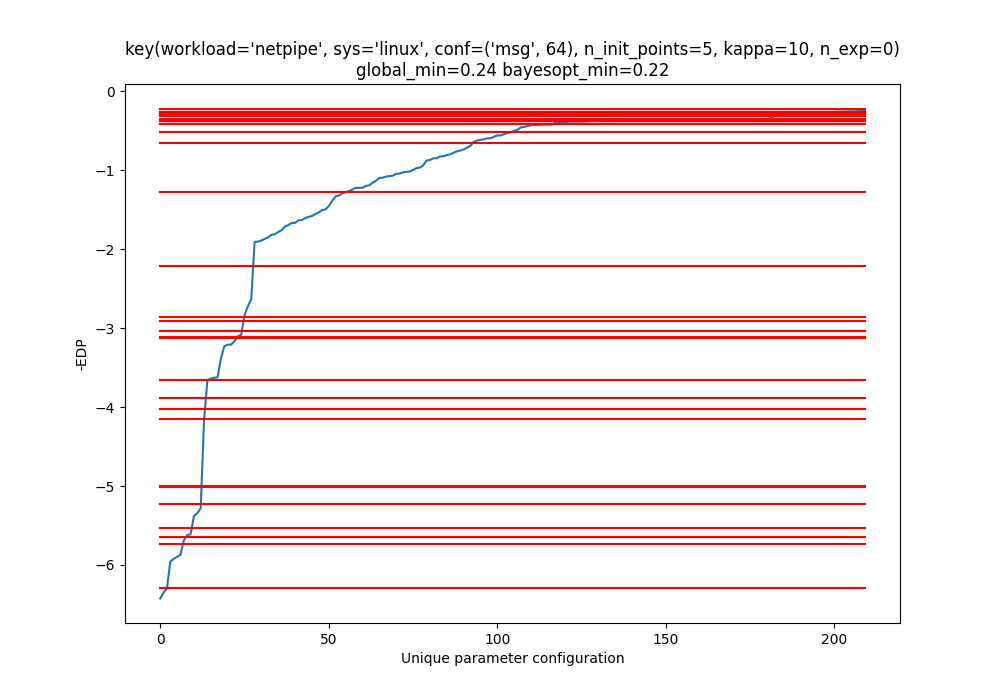 key(workload='netpipe', sys='linux', conf=('msg', 64), n_init_points=5, kappa=10, n_exp=0)
global_min=0.24 bayesopt_min=0.22
0
−1
−2
−3
−4
−5
−6
-EDP
0 50 100 150 200
Unique parameter configuration